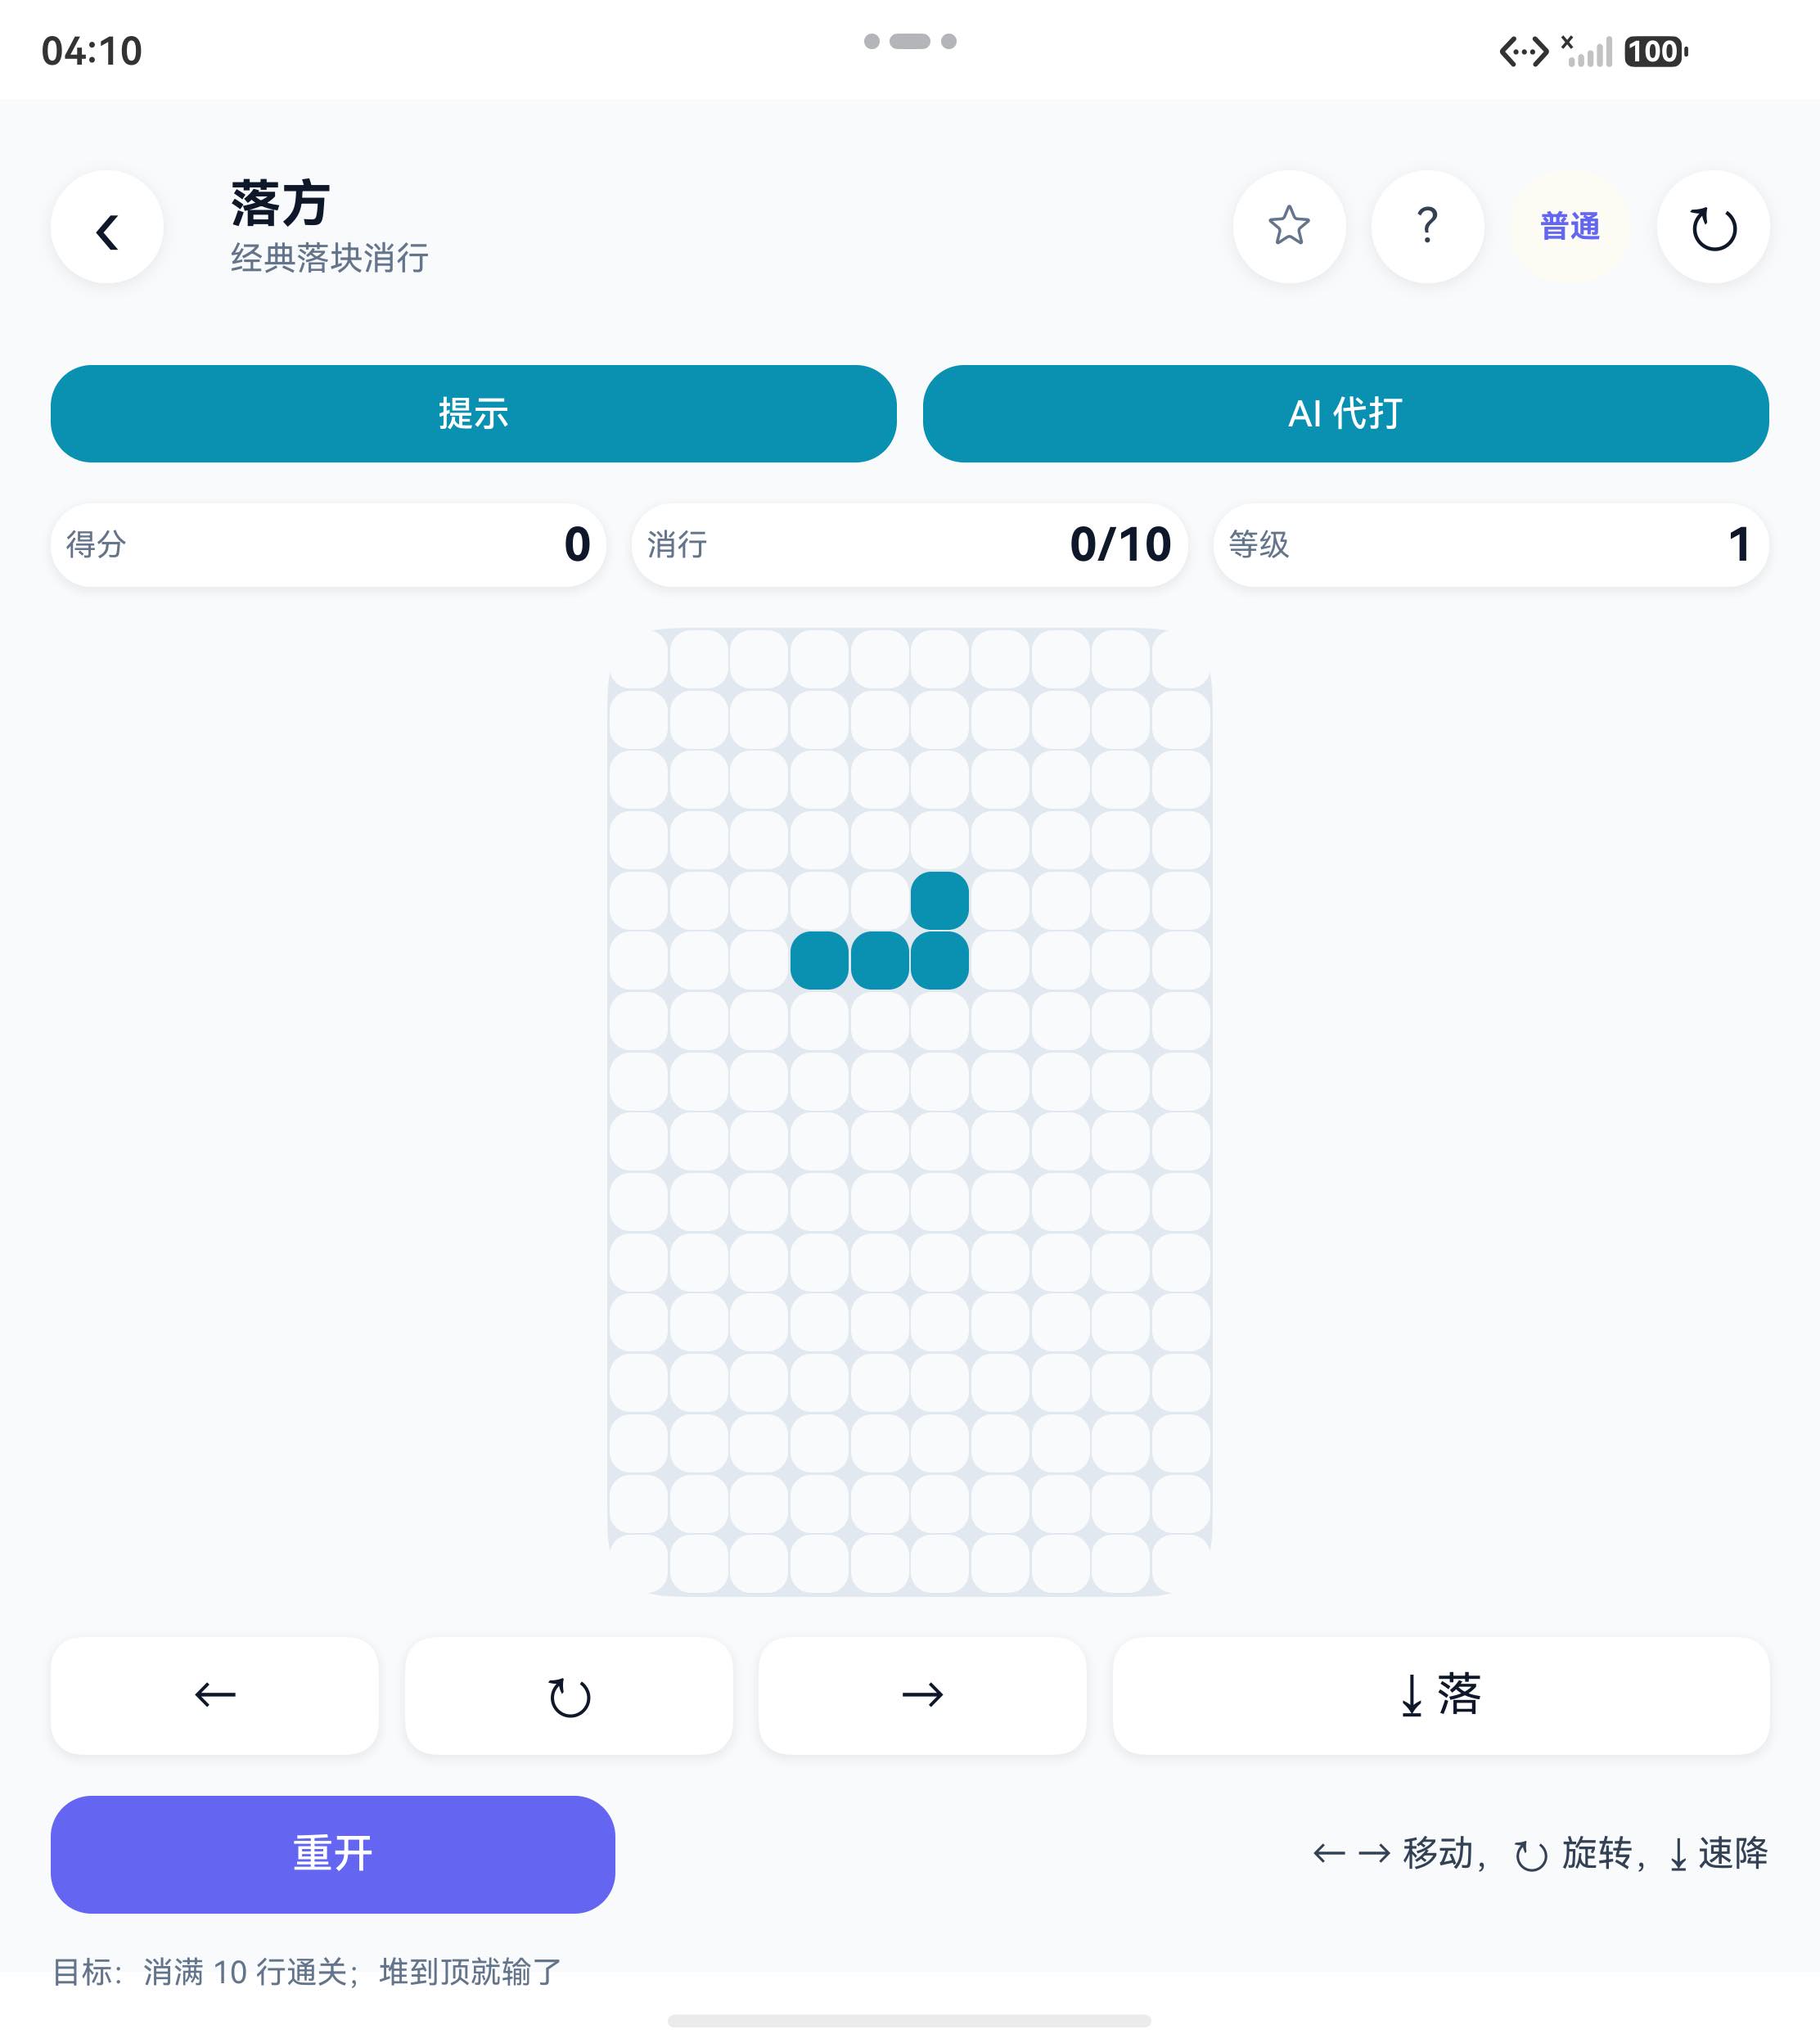 04:10
100
落方
经典落块消行
?
普通
提示
AI 代打
得分 0
消行 0/10
等级 1
← ↻ → ⤓ 落
重开
← → 移动，↻ 旋转，⤓ 速降
目标：消满 10 行通关；堆到顶就输了